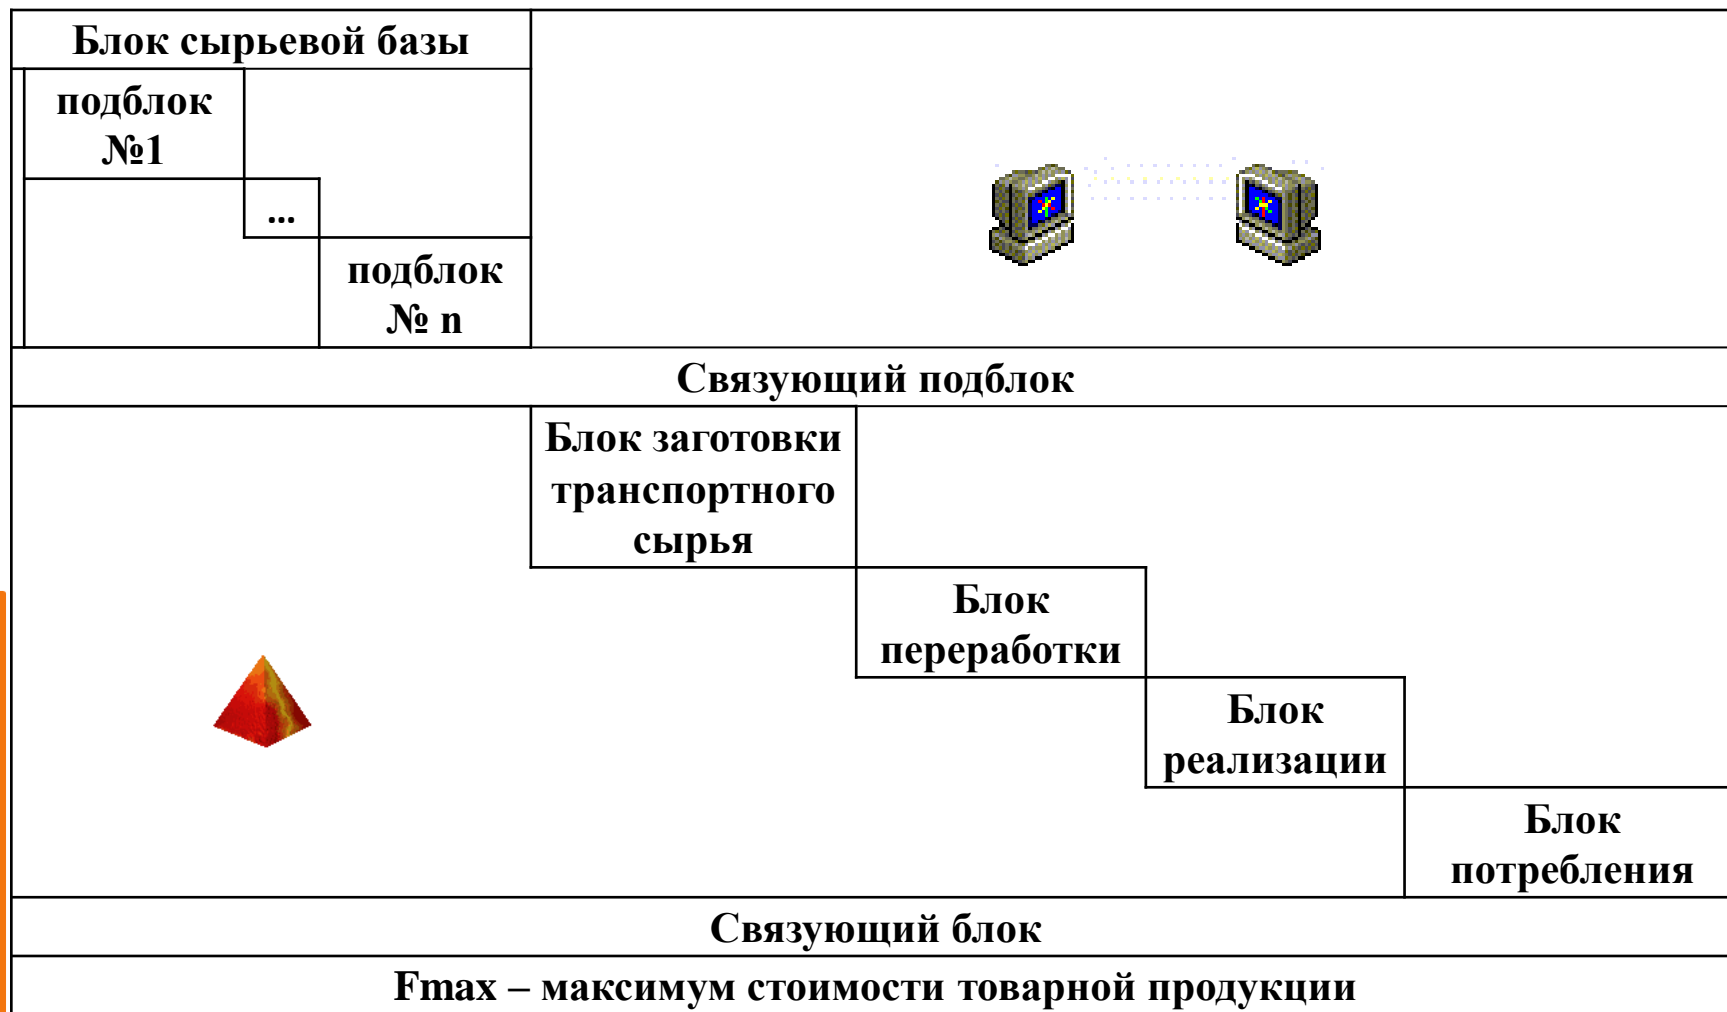 Блок сырьевой базы
подблок
№1
...
подблок
№ n
Связующий подблок
Блок заготовки
транспортного
сырья
Блок
переработки
Блок
реализации
Блок
потребления
Связующий блок
Fmax – максимум стоимости товарной продукции